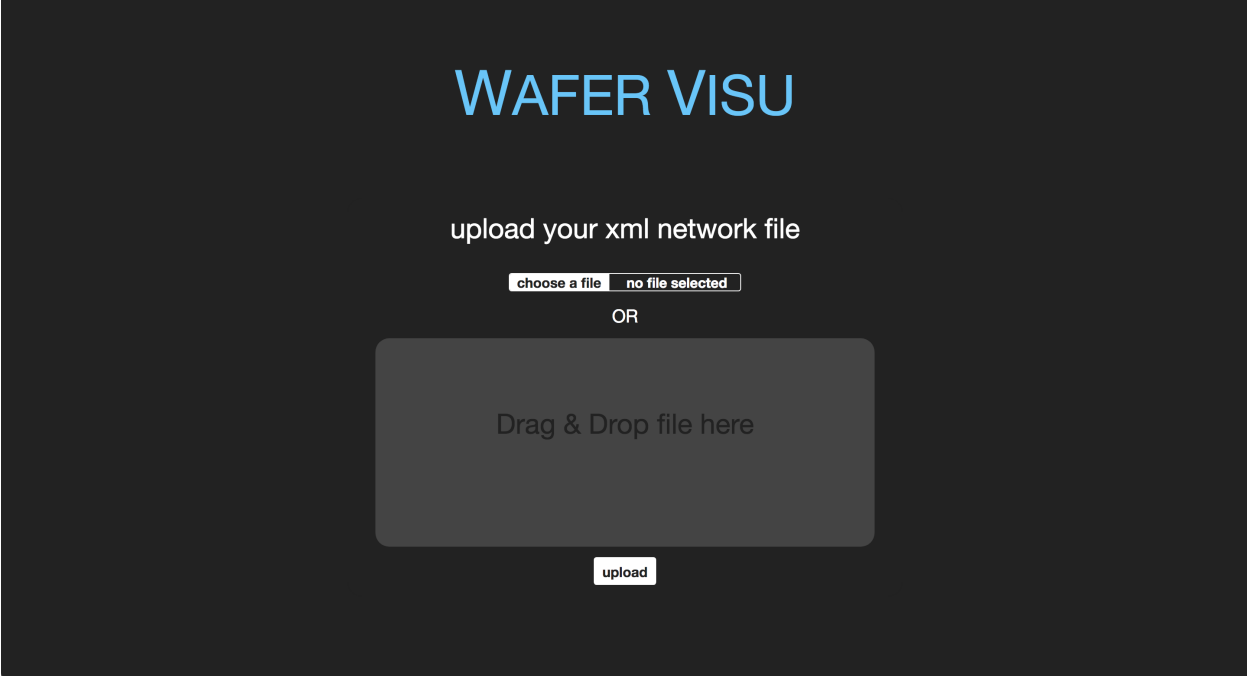 WAFER VISU
upload your xml network file
choose a file no file selected
OR
Drag & Drop file here
upload